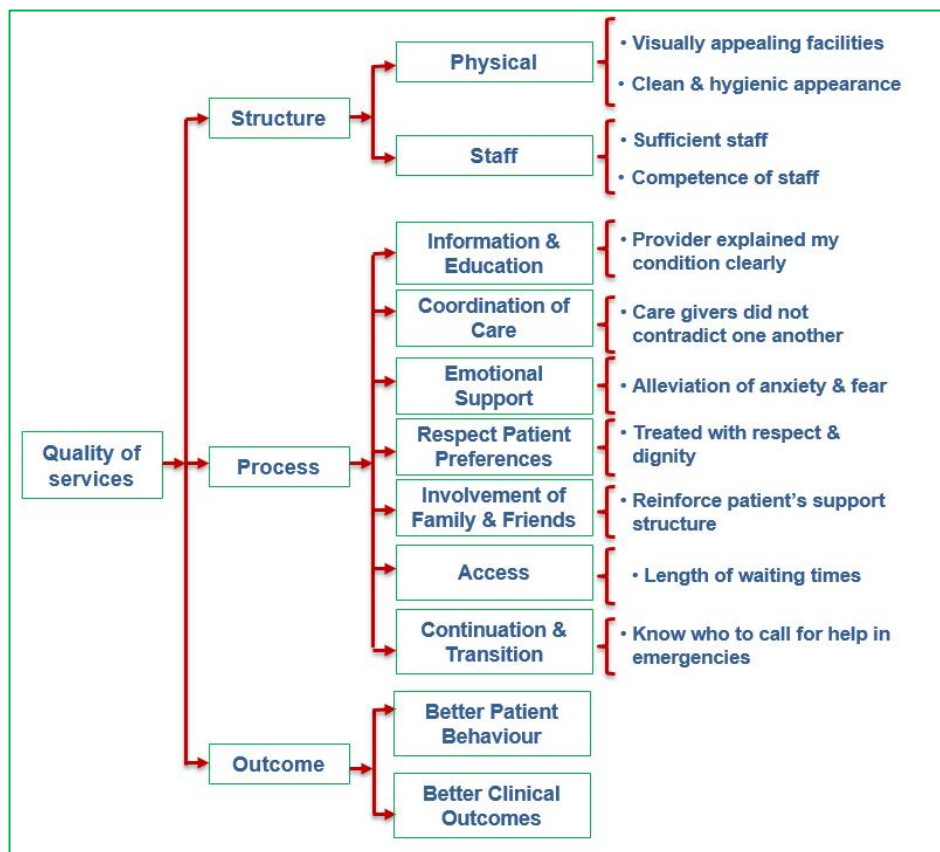 Quality of
services
Structure
Physical
• Visually appealing facilities
• Clean & hygienic appearance
Staff
• Sufficient staff
• Competence of staff
Process
Information &
Education
• Provider explained my
condition clearly
Coordination of
Care
• Care givers did not
contradict one another
Emotional
Support
• Alleviation of anxiety & fear
Respect Patient
Preferences
• Treated with respect &
dignity
Involvement of
Family & Friends
• Reinforce patient’s support
structure
Access
• Length of waiting times
Continuation &
Transition
• Know who to call for help in
emergencies
Outcome
Better Patient
Behaviour
Better Clinical
Outcomes